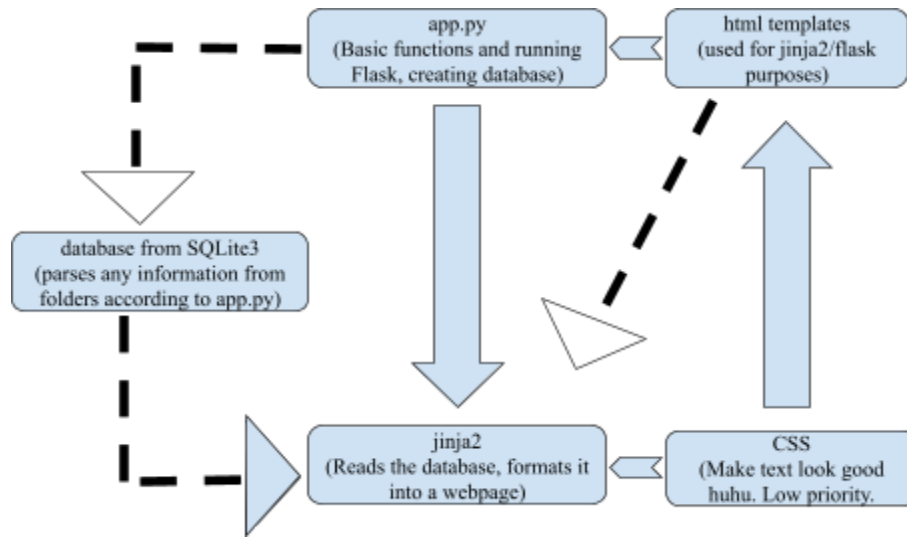 app.py
(Basic functions and running
Flask, creating database)
html templates
(used for jinja2/flask
purposes)
database from SQLite3
(parses any information from
folders according to app.py)
jinja2
(Reads the database, formats it
into a webpage)
CSS
(Make text look good
huhu. Low priority.